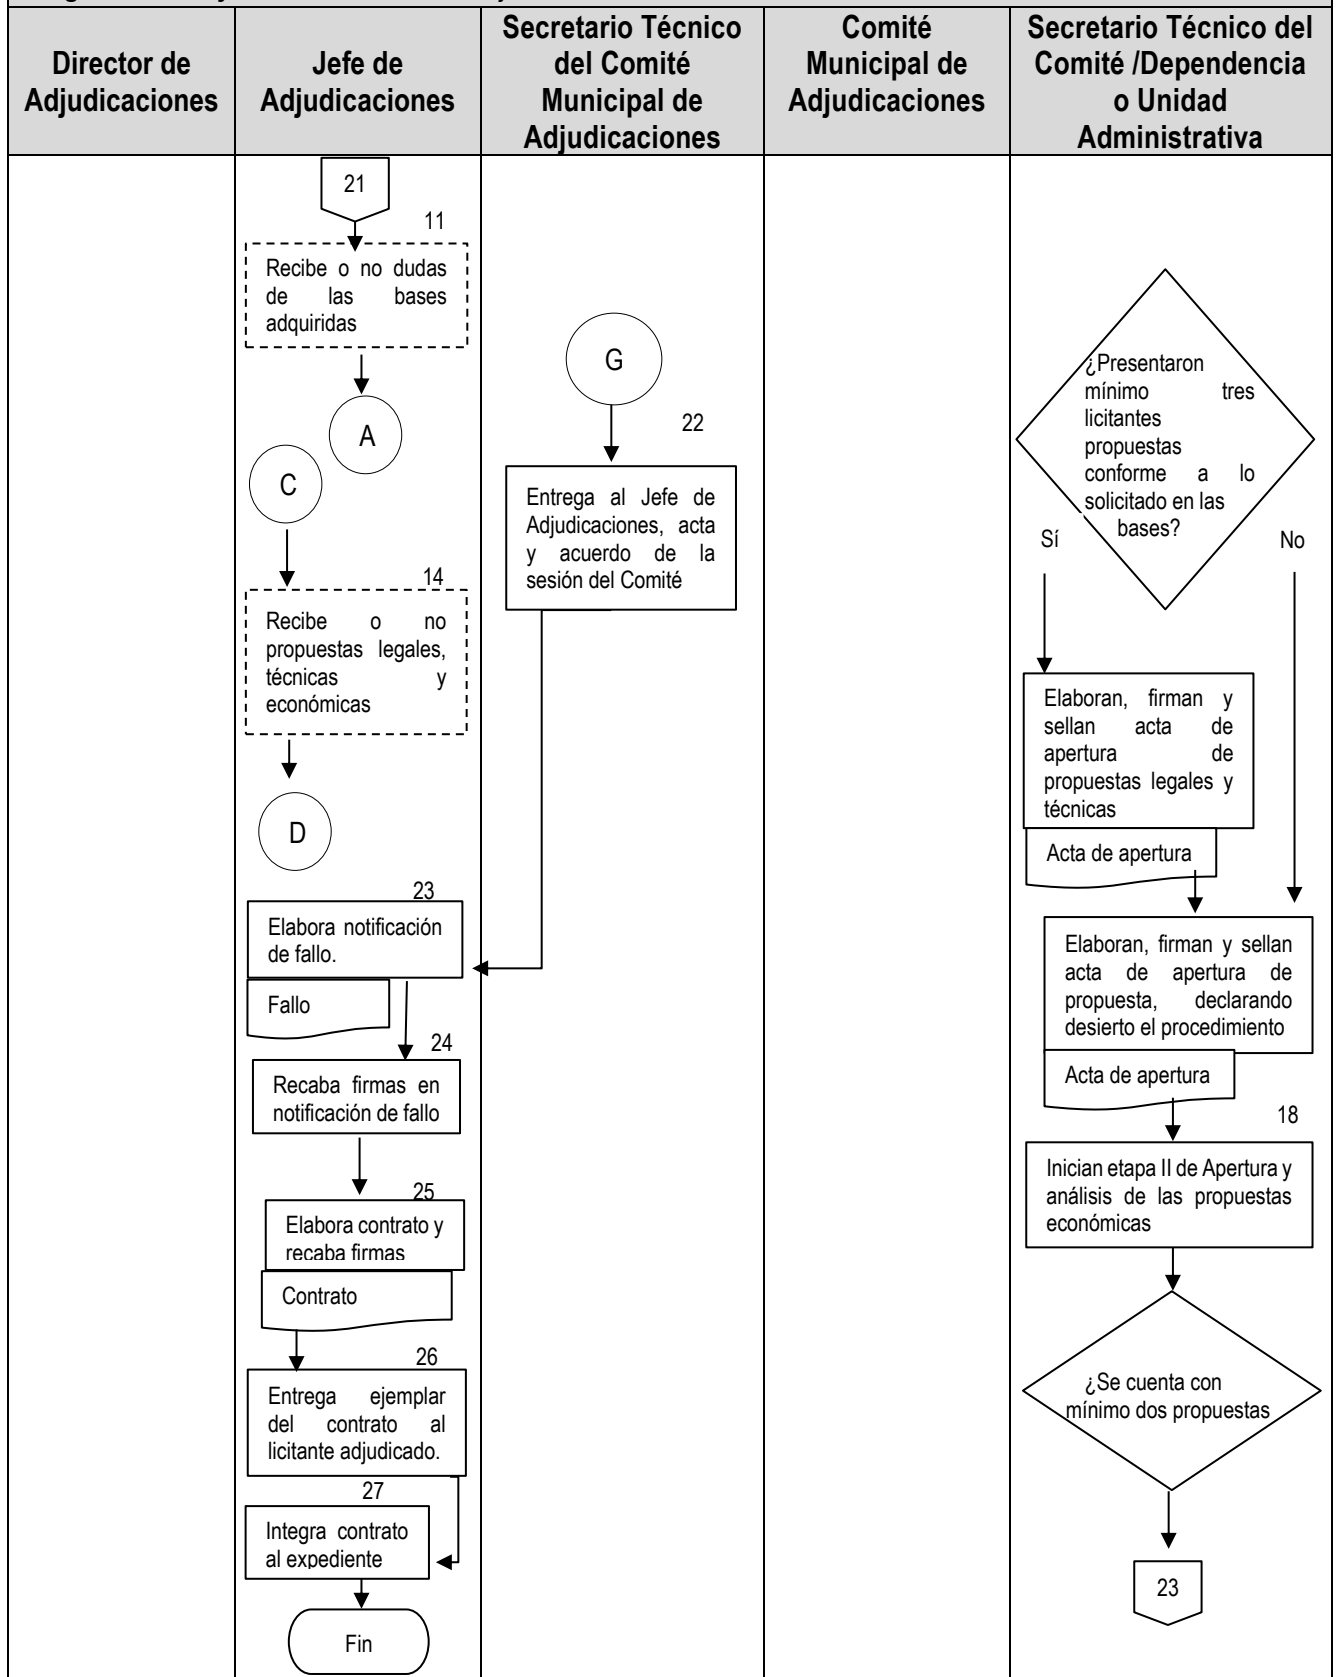 Director de
Adjudicaciones
Jefe de
Adjudicaciones
Secretario Técnico
del Comité
Municipal de
Adjudicaciones
Comité
Municipal de
Adjudicaciones
Secretario Técnico del
Comité /Dependencia
o Unidad
Administrativa
21
11
Recibe o no dudas
de las bases
adquiridas
A
C
14
Recibe o no
propuestas legales,
técnicas y
económicas
D
23
Elabora notificación
de fallo.
Fallo
24
Recaba firmas en
notificación de fallo
25
Elabora contrato y
recaba firmas
Contrato
26
Entrega ejemplar
del contrato al
licitante adjudicado.
27
Integra contrato
al expediente
Fin
G
22
Entrega al Jefe de
Adjudicaciones, acta
y acuerdo de la
sesión del Comité
¿Presentaron
mínimo tres
licitantes
propuestas
conforme a lo
solicitado en las
bases?
Sí
No
Elaboran, firman y
sellan acta de
apertura de
propuestas legales y
técnicas
Acta de apertura
Elaboran, firman y sellan
acta de apertura de
propuesta, declarando
desierto el procedimiento
Acta de apertura
18
Inician etapa II de Apertura y
análisis de las propuestas
económicas
¿Se cuenta con
mínimo dos propuestas
23